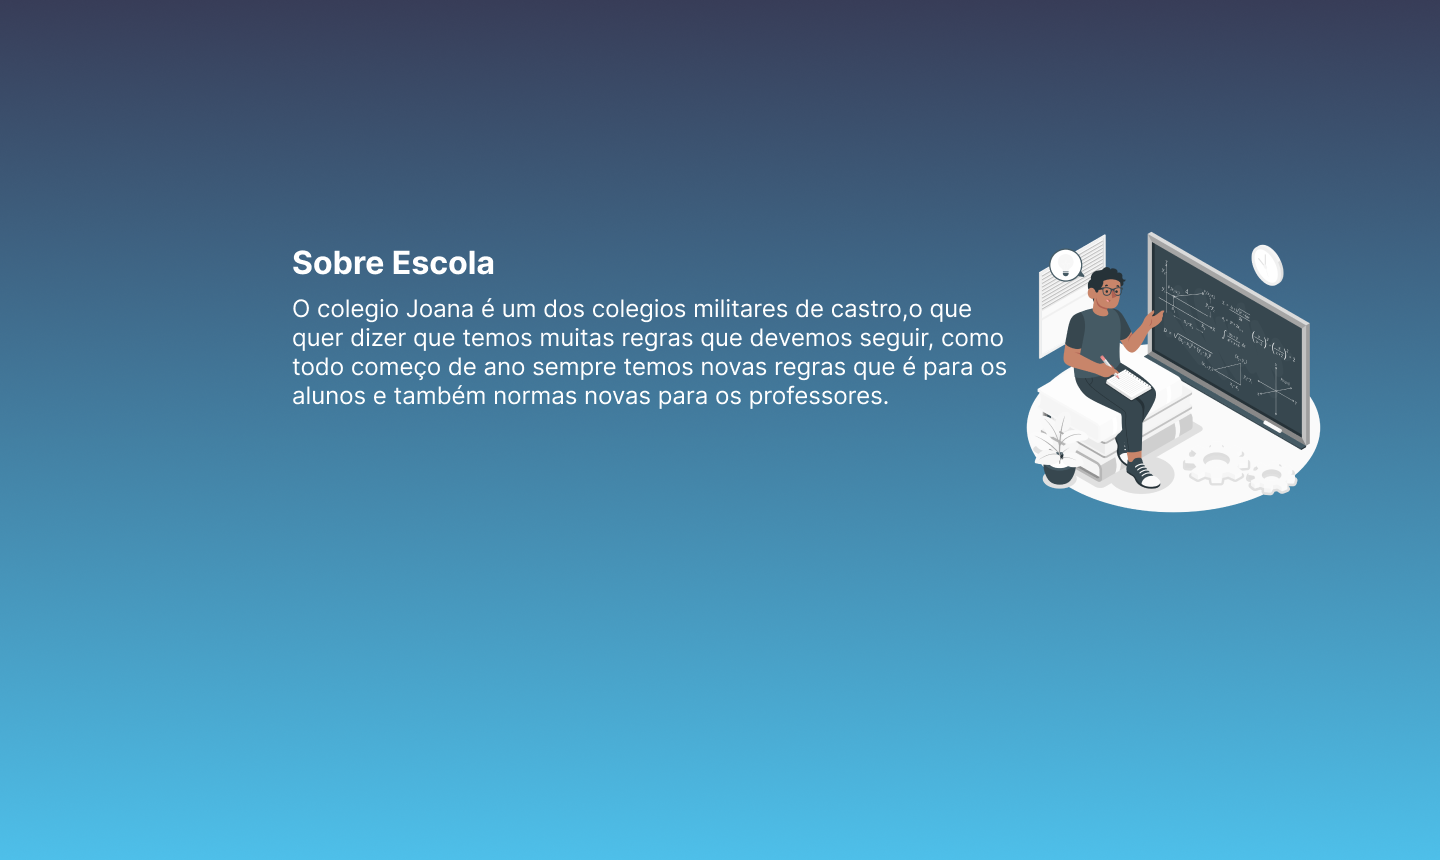 Sobre Escola
O colegio Joana é um dos colegios militares de castro,o que
quer dizer que temos muitas regras que devemos seguir, como
todo começo de ano sempre temos novas regras que é para os
alunos e também normas novas para os professores.